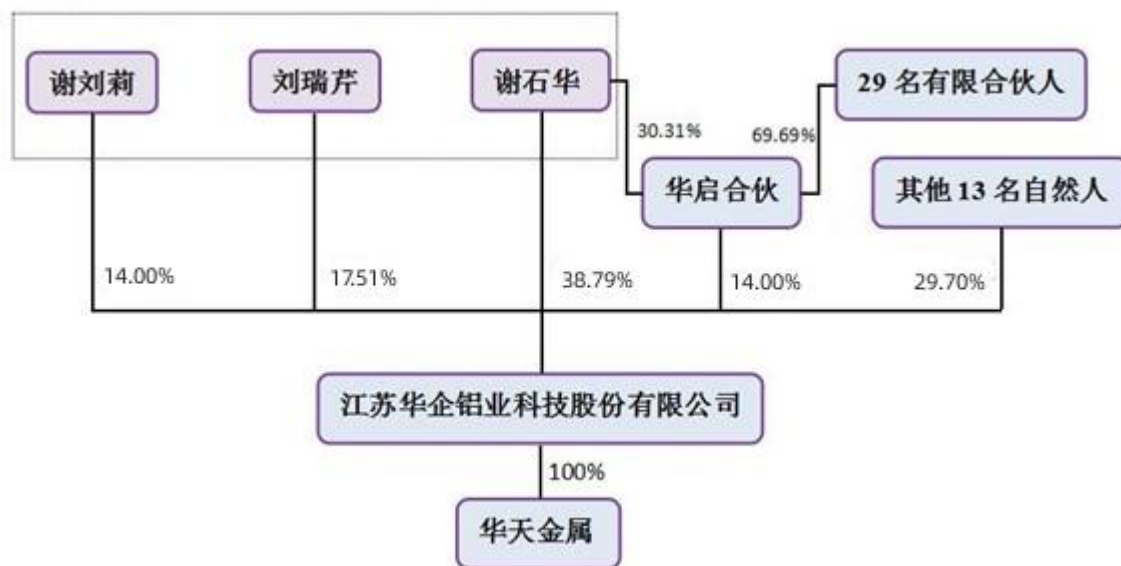 谢刘莉
刘瑞芹
谢石华
29 名有限合伙人
30.31%
69.69%
华启合伙
其他 13 名自然人
14.00%
17.51%
38.79%
14.00%
29.70%
江苏华企铝业科技股份有限公司
100%
华天金属